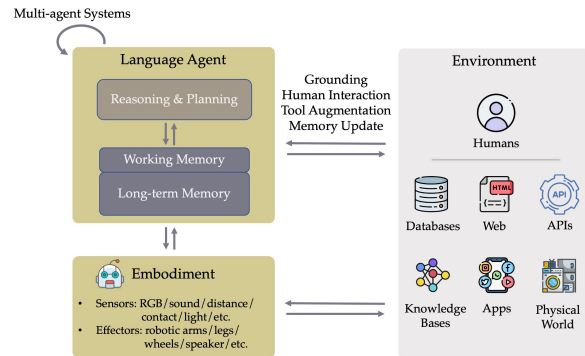 Multi-agent Systems
Language Agent
Reasoning & Planning
Working Memory
Long-term Memory
Grounding
Human Interaction
Tool Augmentation
Memory Update
Embodiment
• Sensors: RGB/sound/distance/
contact/light/etc.
• Effectors: robotic arms/legs/
wheels/speaker/etc.
Environment
Humans
HTML
{==}
API
Databases
Web
APIs
Knowledge
Bases
Apps
Physical
World